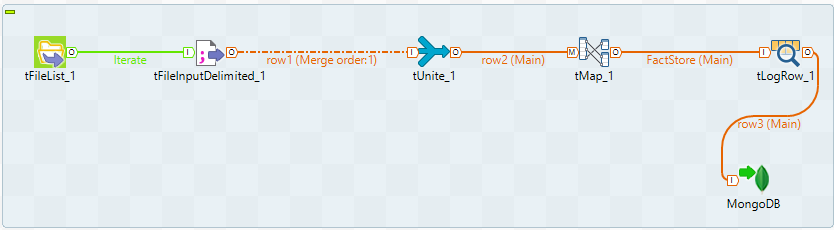 Iterate
row1 (Merge order:1)
row2 (Main)
FactStore (Main)
tFileList_1
tFileInputDelimited_1
tUnite_1
tMap_1
tLogRow_1
row3 (Main)
MongoDB